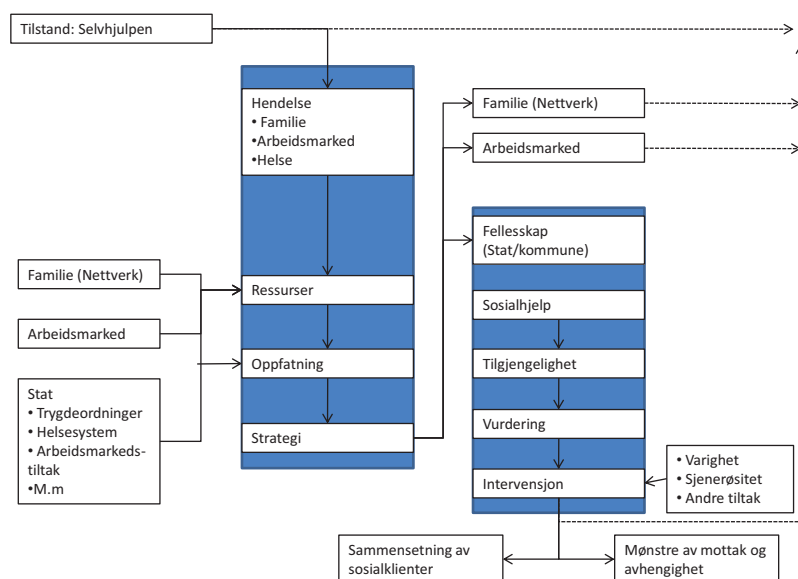 Tilstand: Selvhjulpen
Hendelse
• Familie
•Arbeidsmarked
•Helse
Familie (Nettverk)
Arbeidsmarked
Fellesskap
(Stat/kommune)
Familie (Nettverk)
Ressurser
Sosialhjelp
Arbeidsmarked
Oppfatning
Tilgjengelighet
Stat
• Trygdeordninger
• Helsesystem
• Arbeidsmarkeds-
tiltak
•M.m
Strategi
Vurdering
Intervensjon
• Varighet
• Sjenerøsitet
• Andre tiltak
Sammensetning av
sosialklienter
Mønstre av mottak og
avhengighet